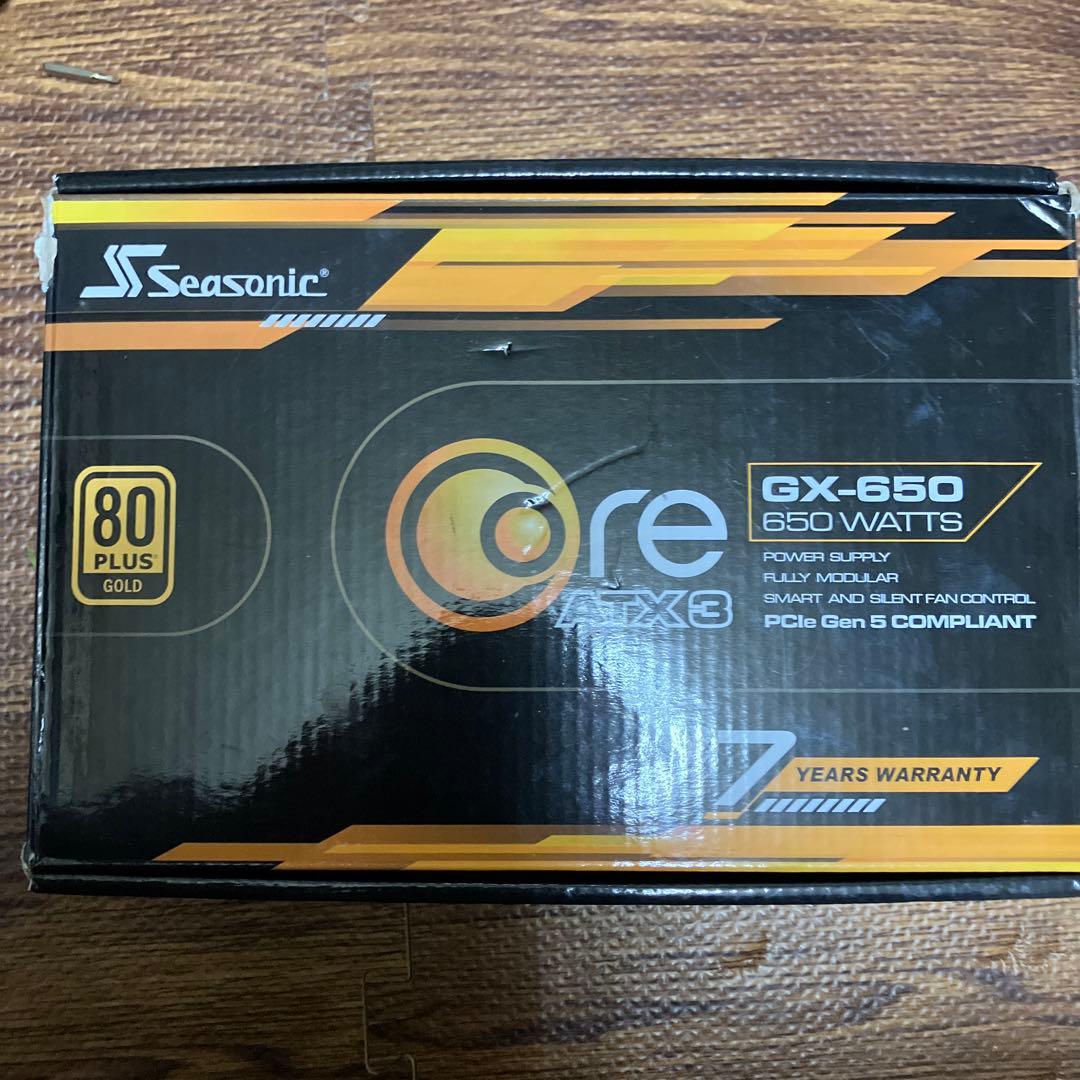 Seasonic®
80
PLUS®
GOLD
Core
ATX3
GX-650
650 WATTS
POWER SUPPLY
FULLY MODULAR
SMART AND SILENT FAN CONTROL
PCIe Gen 5 COMPLIANT
7 YEARS WARRANTY